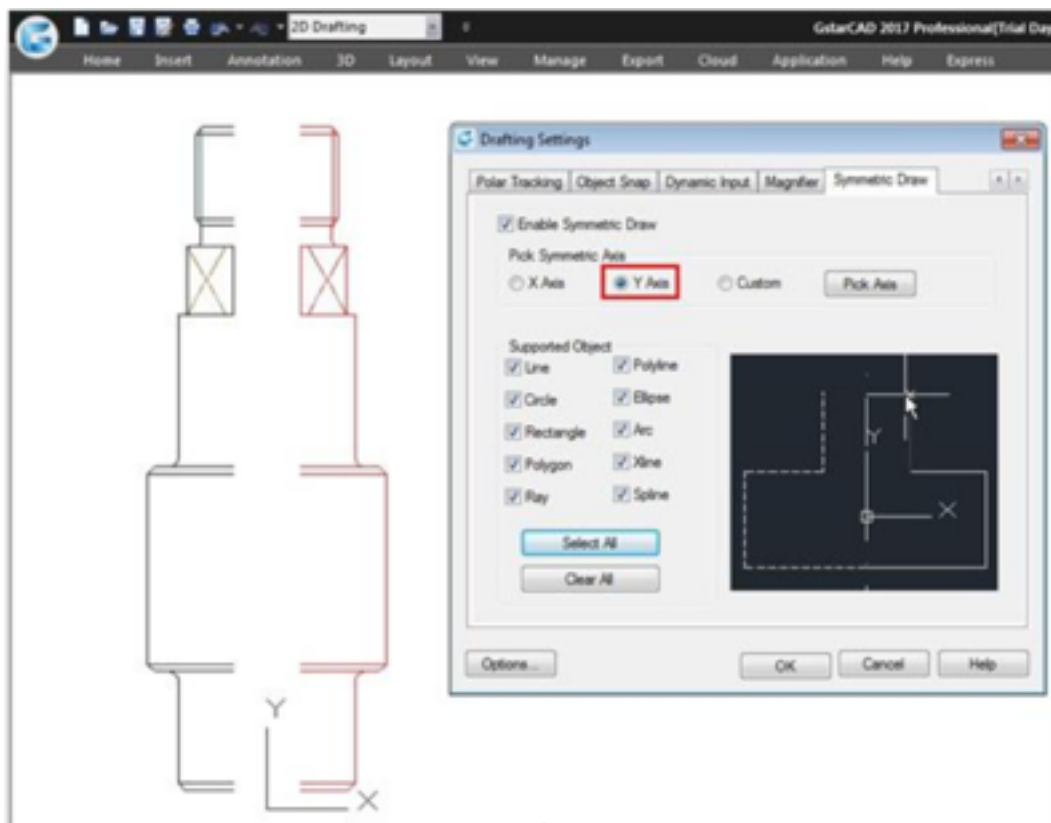 2D Drafting
GstarCAD 2017 Professional(Trial Day
Home Insert Annotation 3D Layout View Manage Export Cloud Application Help Express
Drafting Settings
Polar Tracking Object Snap Dynamic Input Magnifier Symmetric Draw
Enable Symmetric Draw
Pick Symmetric Axis
X Axis Y Axis Custom Pick Axis
Supported Object
Line Polyline
Circle Ellipse
Rectangle Arc
Polygon Xline
Ray Spline
Select All
Clear All
Y
X
Options... OK Cancel Help
Y
X